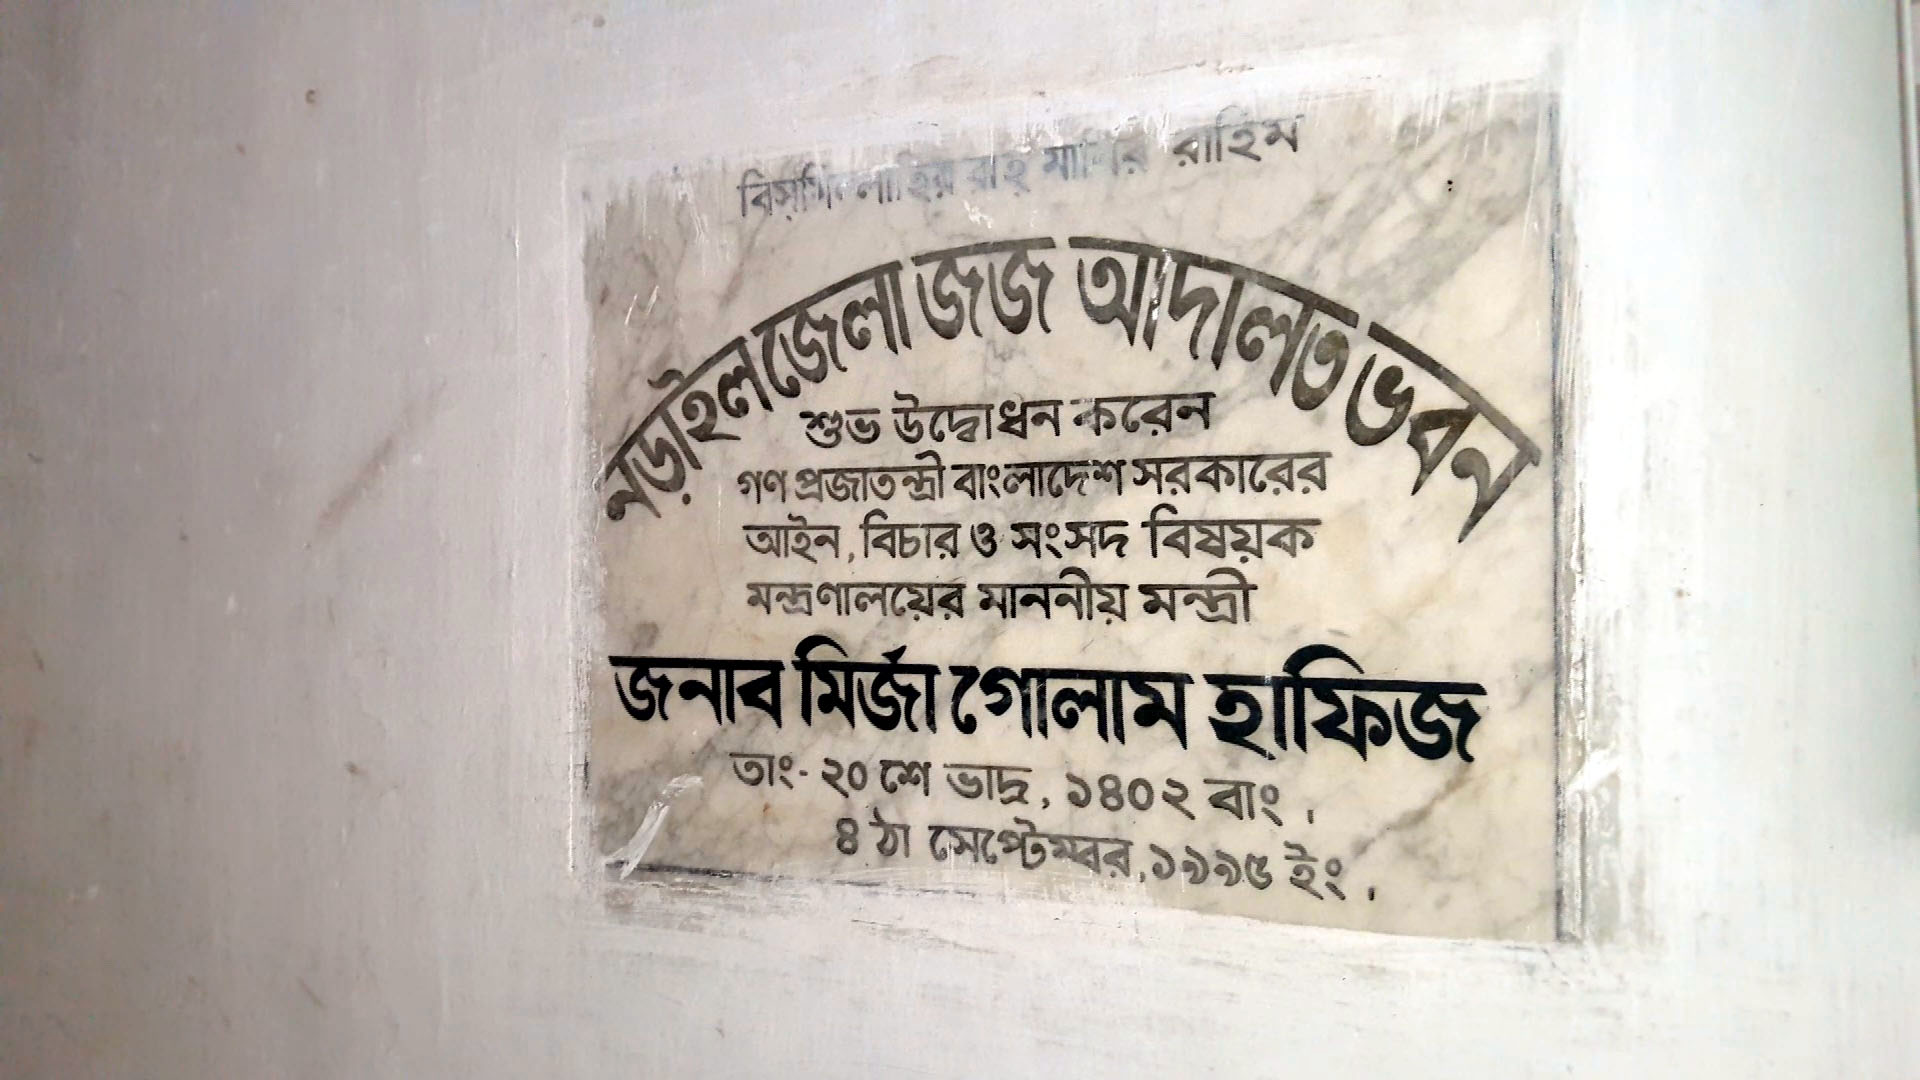 বিসমিল্লাহির রাহ্ মানির রাহিম
নড়াইল জেলা জজ আদালত ভবন
শুভ উদ্বোধন করেন
গণ প্রজাতন্ত্রী বাংলাদেশ সরকারের
আইন, বিচার ও সংসদ বিষয়ক
মন্ত্রণালয়ের মাননীয় মন্ত্রী
জনাব মির্জা গোলাম হাফিজ
তাং- ২০ শে ভাদ্র, ১৪০২ বাং.
৪ ঠা সেপ্টেম্বর, ১৯৯৫ ইং.